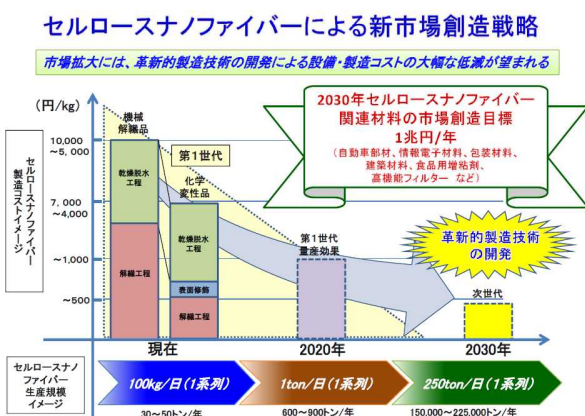 セルロースナノファイバーによる新市場創造戦略
市場拡大には、革新的製造技術の開発による設備・製造コストの大幅な低減が望まれる
(円/kg)
セルロースナノファイバー
製造コストイメージ
10,000
~5,000
7,000
~4,000
~1,000
~500
機械
解繊品
第1世代
化学
変性品
乾燥脱水
工程
解繊工程
乾燥脱水
工程
表面修飾
解繊工程
2030年セルロースナノファイバー
関連材料の市場創造目標
1兆円/年
(自動車部材、情報電子材料、包装材料、
建築材料、食品用増粘剤、
高機能フィルター など)
第1世代
量産効果
革新的製造技術
の開発
次世代
現在
2020年
2030年
セルロースナノ
ファイバー
生産規模
イメージ
100kg/日(1系列)
1ton/日(1系列)
250ton/日(1系列)
30~50トン/年
600~900トン/年
150,000~225,000トン/年